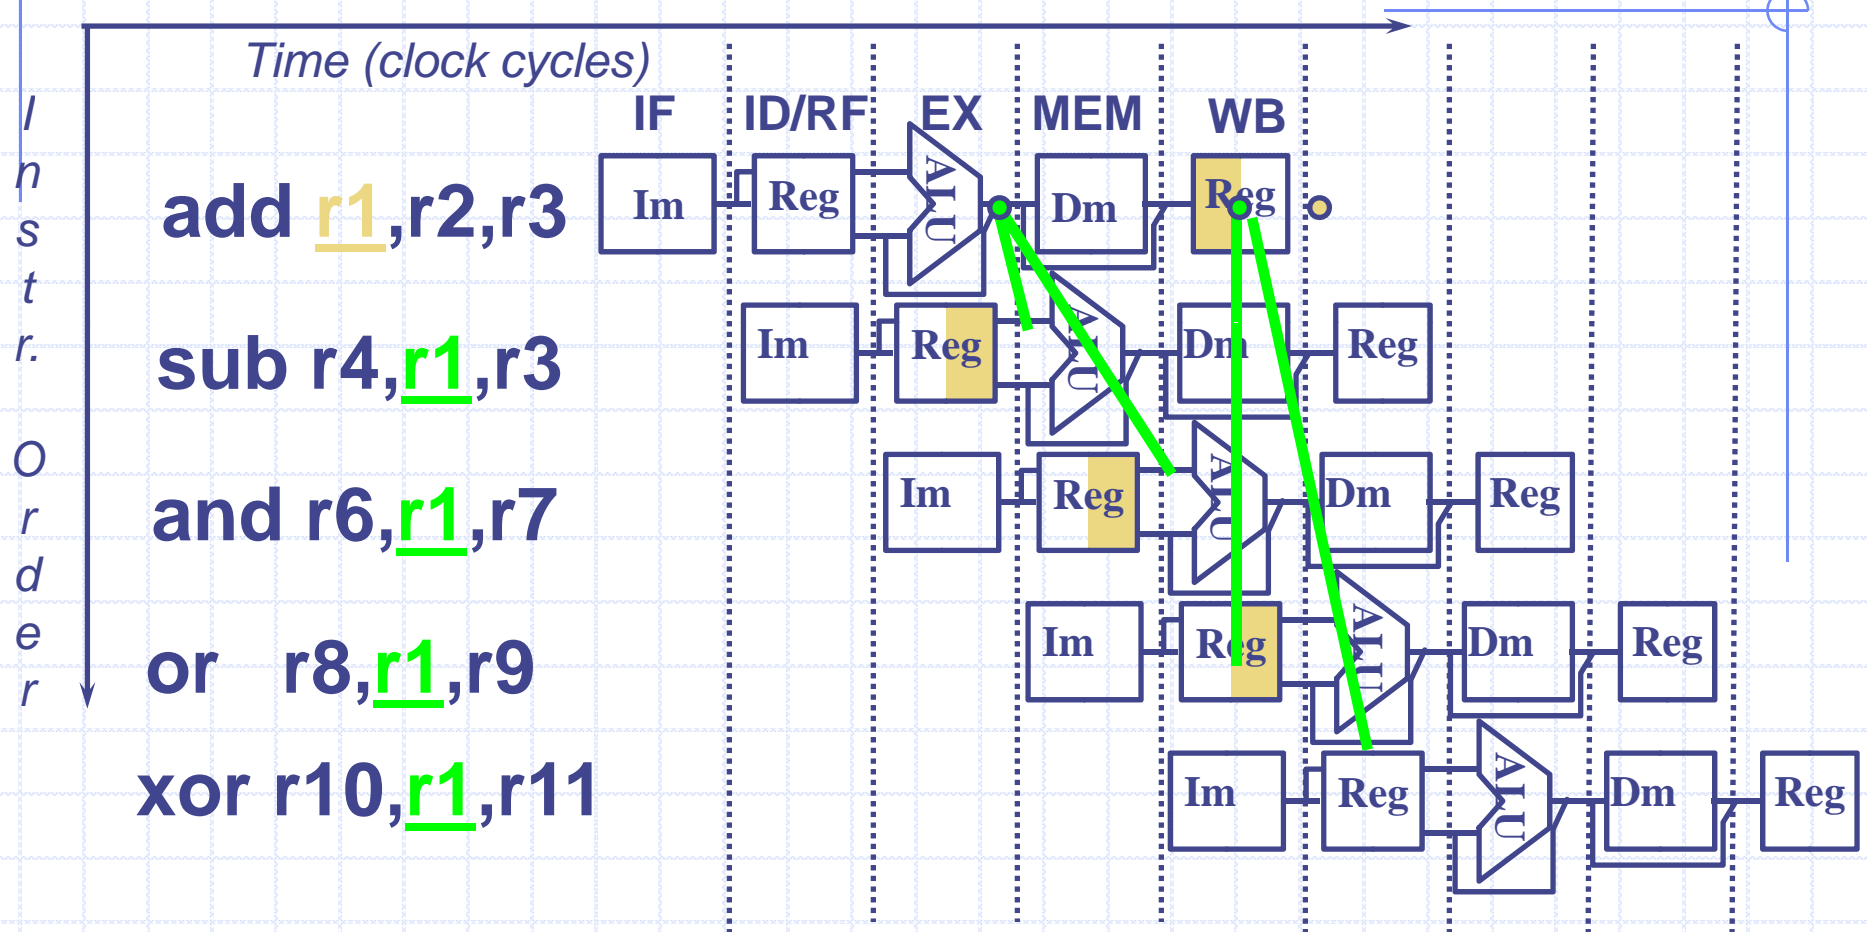 Time (clock cycles)
Instr. Order
IF ID/RF EX MEM WB
add r1,r2,r3 Im Reg ALU Dm Reg
sub r4,r1,r3 Im Reg ALU Dm Reg
and r6,r1,r7 Im Reg ALU Dm Reg
or r8,r1,r9 Im Reg ALU Dm Reg
xor r10,r1,r11 Im Reg ALU Dm Reg